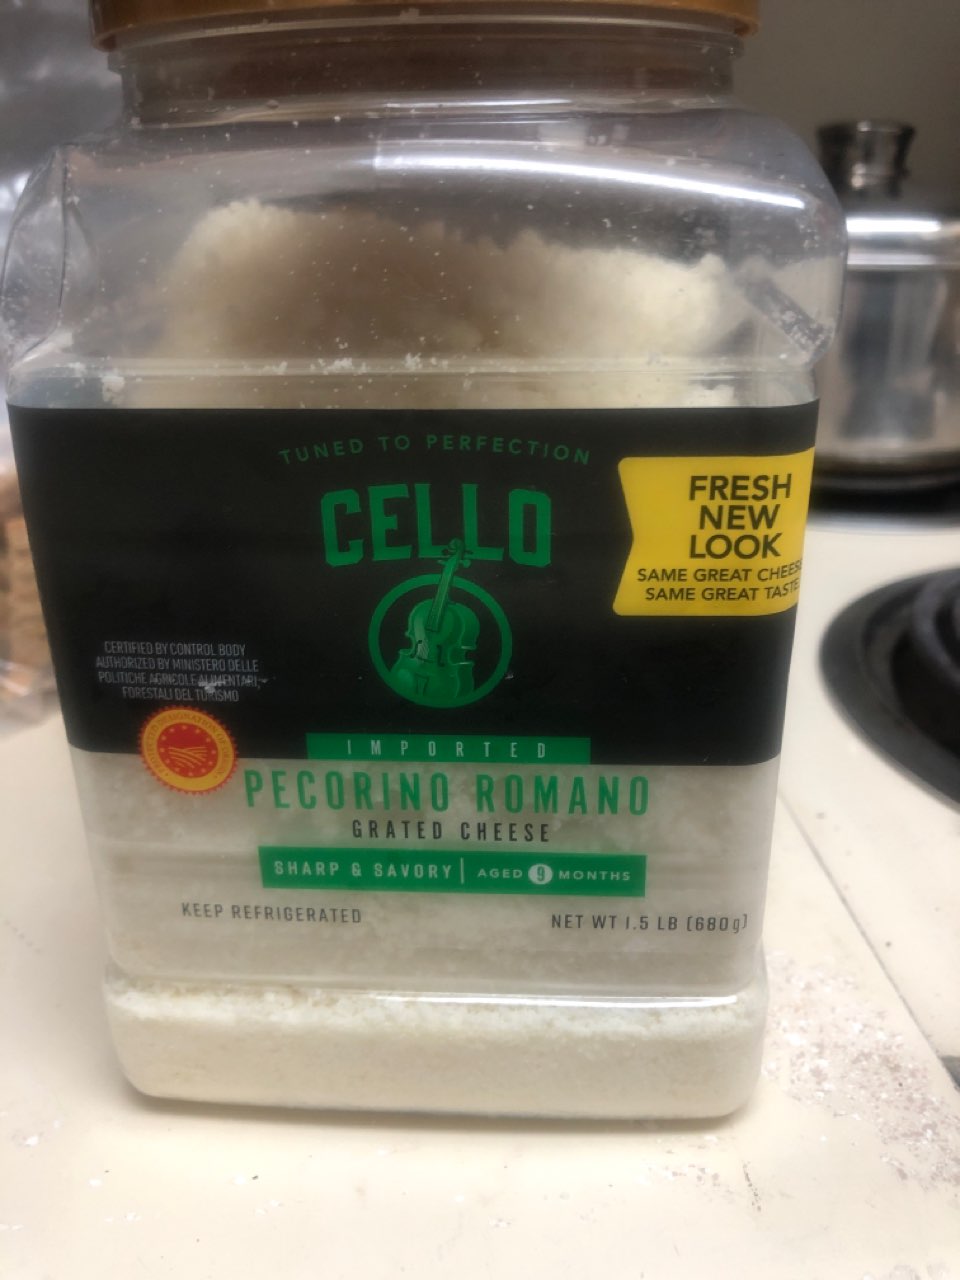 TUNED TO PERFECTION
CELLO
FRESH
NEW
LOOK
SAME GREAT CHEESE
SAME GREAT TASTE
CERTIFIED BY CONTROL BODY
AUTHORIZED BY MINISTERO DELLE
POLITICHE AGRICOLE ALIMENTARI,
FORESTALI DEL TURISMO
IMPORTED
PECORINO ROMANO
GRATED CHEESE
SHARP & SAVORY | AGED 9 MONTHS
KEEP REFRIGERATED
NET WT 1.5 LB (680g)